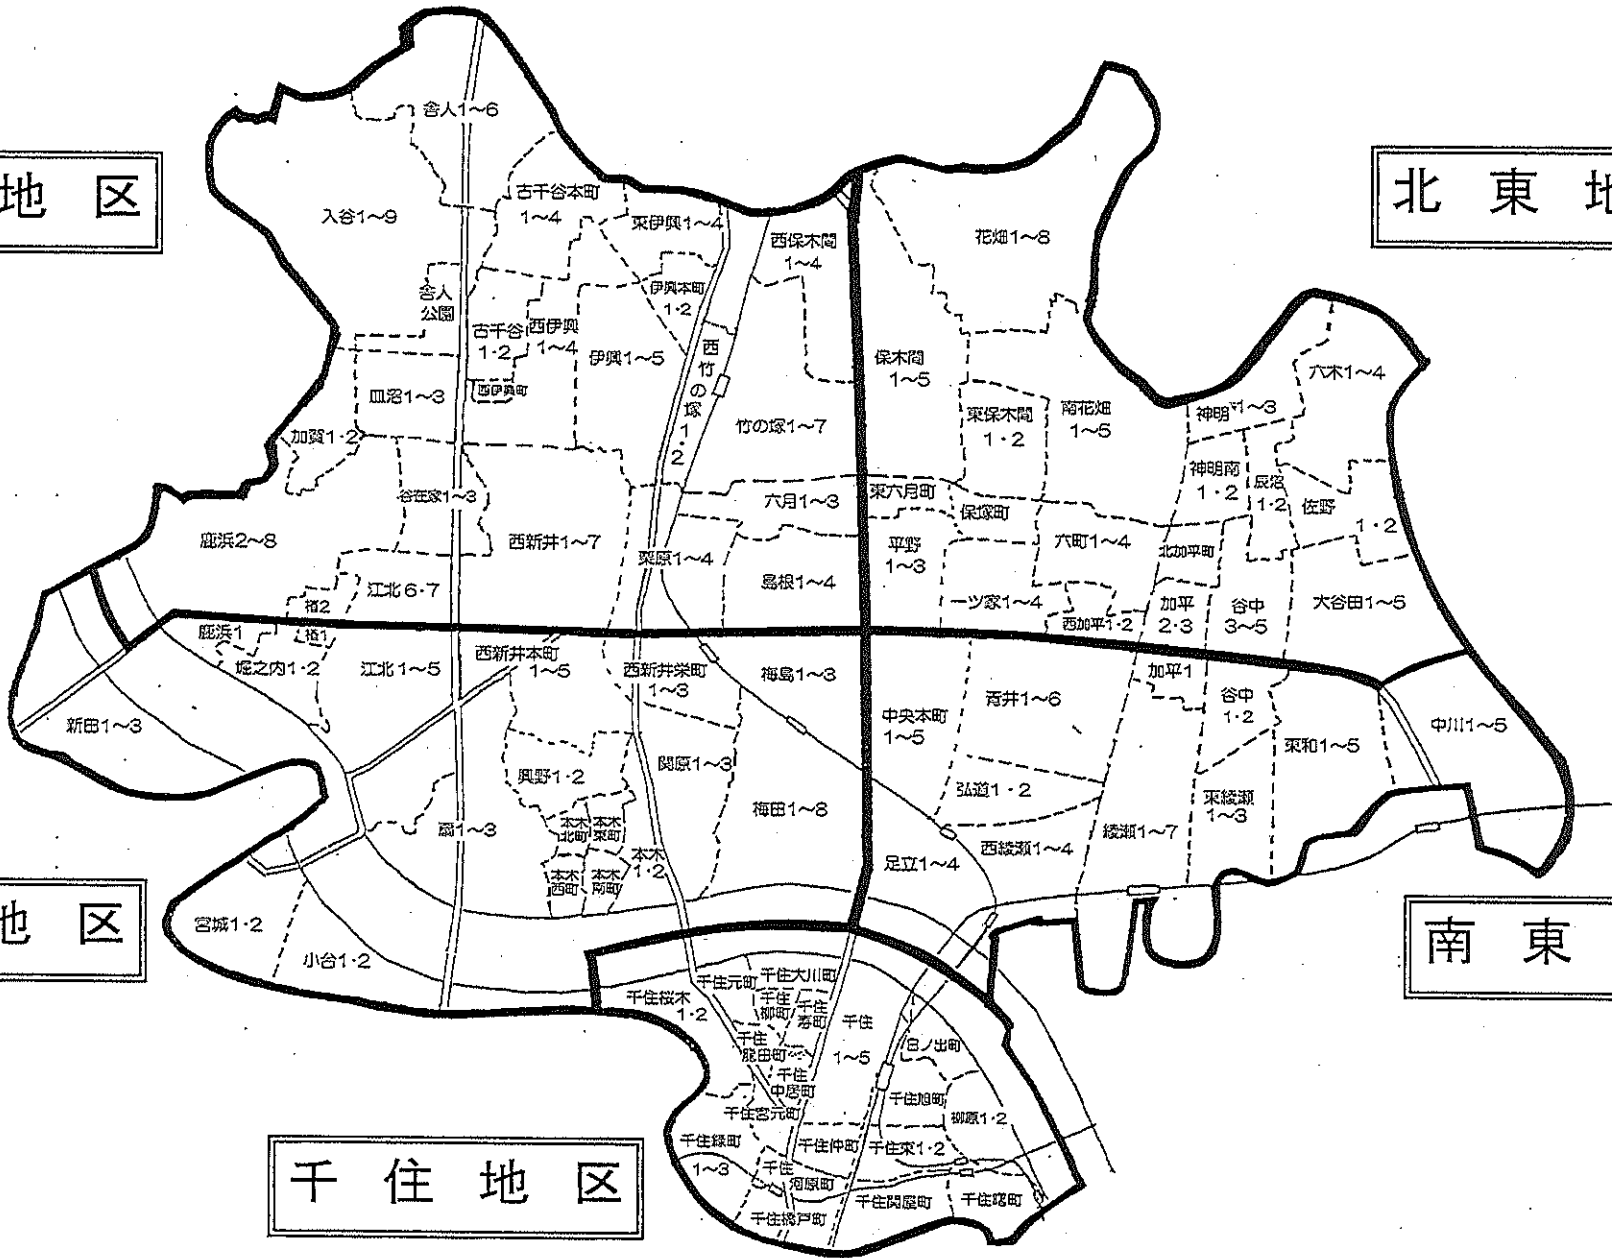 地 区
北 東 地
舎人1～6
古千谷本町
1～4
入谷1～9
東伊興1～4
花畑1～8
西保木間
1～4
舎人
公園
伊興本町
1・2
古千谷
1・2
西伊興
1～4
伊興1～5
西竹の塚1・2
保木間
1～5
六木1～4
皿沼1～3
西伊興町
加賀1・2
竹の塚1～7
東保木間
1・2
南花畑
1～5
神明1～3
神明南
1・2
辰沼
1・2
佐野
1・2
谷在家1～3
六月1～3
東六月町
保塚町
鹿浜2～8
西新井1～7
栗原1～4
島根1～4
平野
1～3
六町1～4
北加平町
江北6・7
椿2
一ツ家1～4
西加平1・2
加平
2・3
谷中
3～5
大谷田1～5
鹿浜1
椿1
堀之内1・2
江北1～5
西新井本町
1～5
西新井栄町
1～3
梅島1～3
青井1～6
加平1
谷中
1・2
新田1～3
中央本町
1～5
東和1～5
中川1～5
興野1・2
関原1～3
梅田1～8
弘道1・2
東綾瀬
1～3
扇1～3
本木
北町
本木
東町
本木
西町
本木
南町
本木
1・2
足立1～4
西綾瀬1～4
綾瀬1～7
地 区
宮城1・2
小台1・2
南 東
千住桜木
1・2
千住元町
千住大川町
千住
柳町
千住
寿町
千住
1～5
千住
龍田町
千住
中居町
日ノ出町
千住宮元町
千住旭町
柳原1・2
千住緑町
1～3
千住仲町
千住東1・2
千住
河原町
千住橋戸町
千住関屋町
千住曙町
千 住 地 区